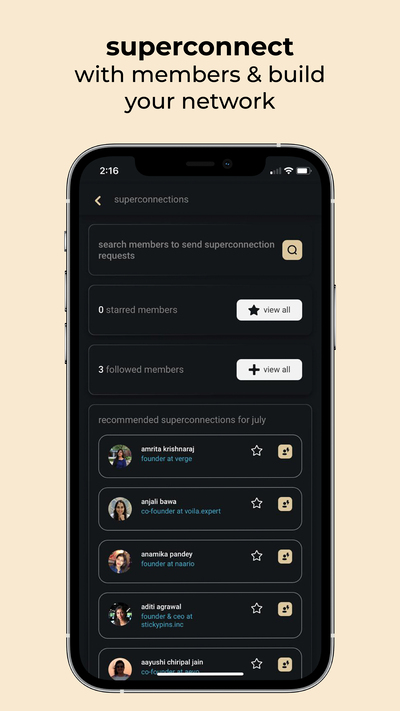 superconnect
with members & build
your network
2:16
superconnections
search members to send superconnection
requests
0 starred members
view all
3 followed members
view all
recommended superconnections for july
amrita krishnaraj
founder at verge
anjali bawa
co-founder at voila.expert
anamika pandey
founder at naario
aditi agrawal
founder & ceo at
stickypins.inc
aayushi chiripal jain
co-founder at